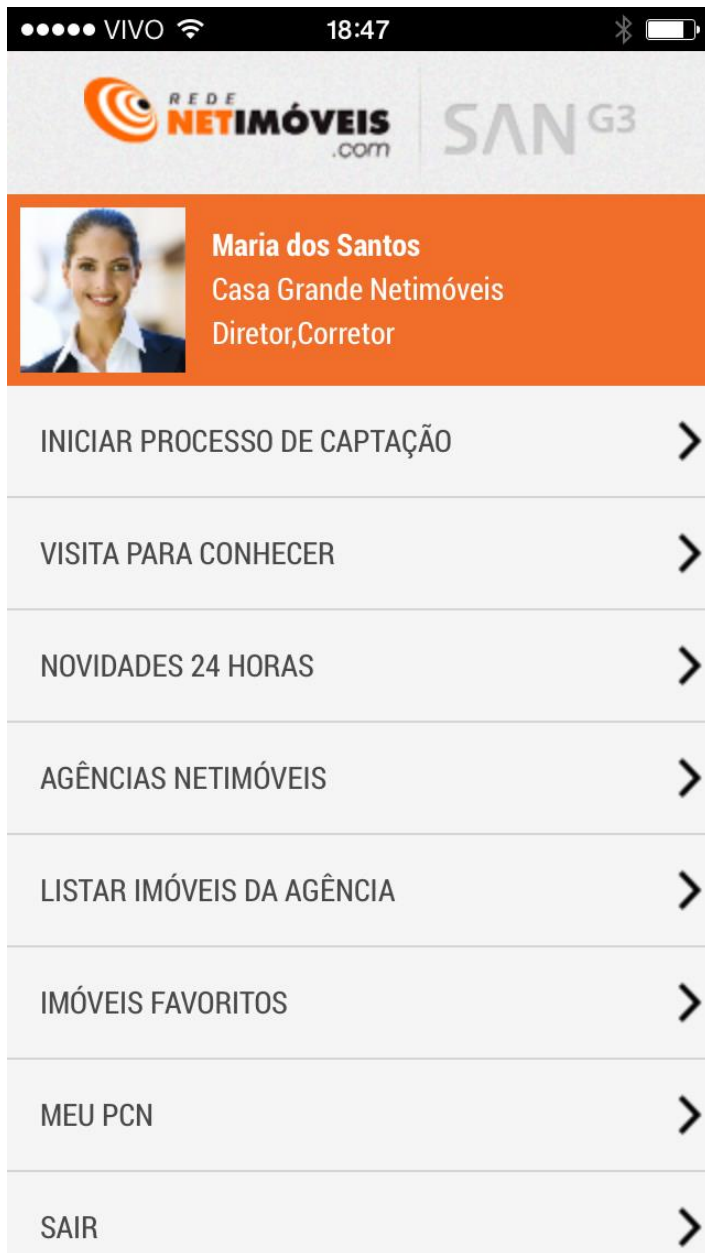 VIVO 18:47
REDE
NETIMÓVEIS
.com
SAN G3
Maria dos Santos
Casa Grande Netimóveis
Diretor,Corretor
INICIAR PROCESSO DE CAPTAÇÃO
VISITA PARA CONHECER
NOVIDADES 24 HORAS
AGÊNCIAS NETIMÓVEIS
LISTAR IMÓVEIS DA AGÊNCIA
IMÓVEIS FAVORITOS
MEU PCN
SAIR